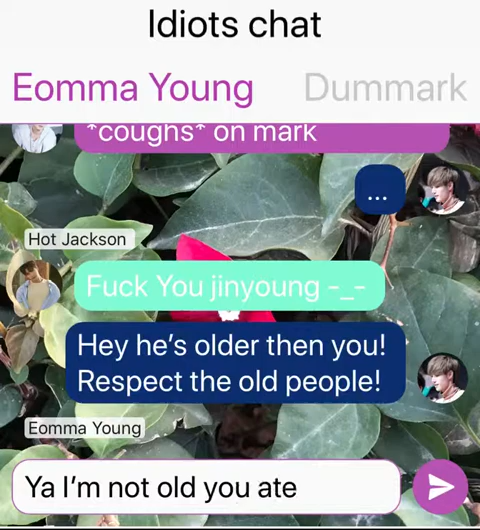 Idiots chat
Eomma Young Dummark
*coughs* on mark
...
Hot Jackson
Fuck You jinyoung -_-
Hey he's older then you!
Respect the old people!
Eomma Young
Ya I'm not old you ate